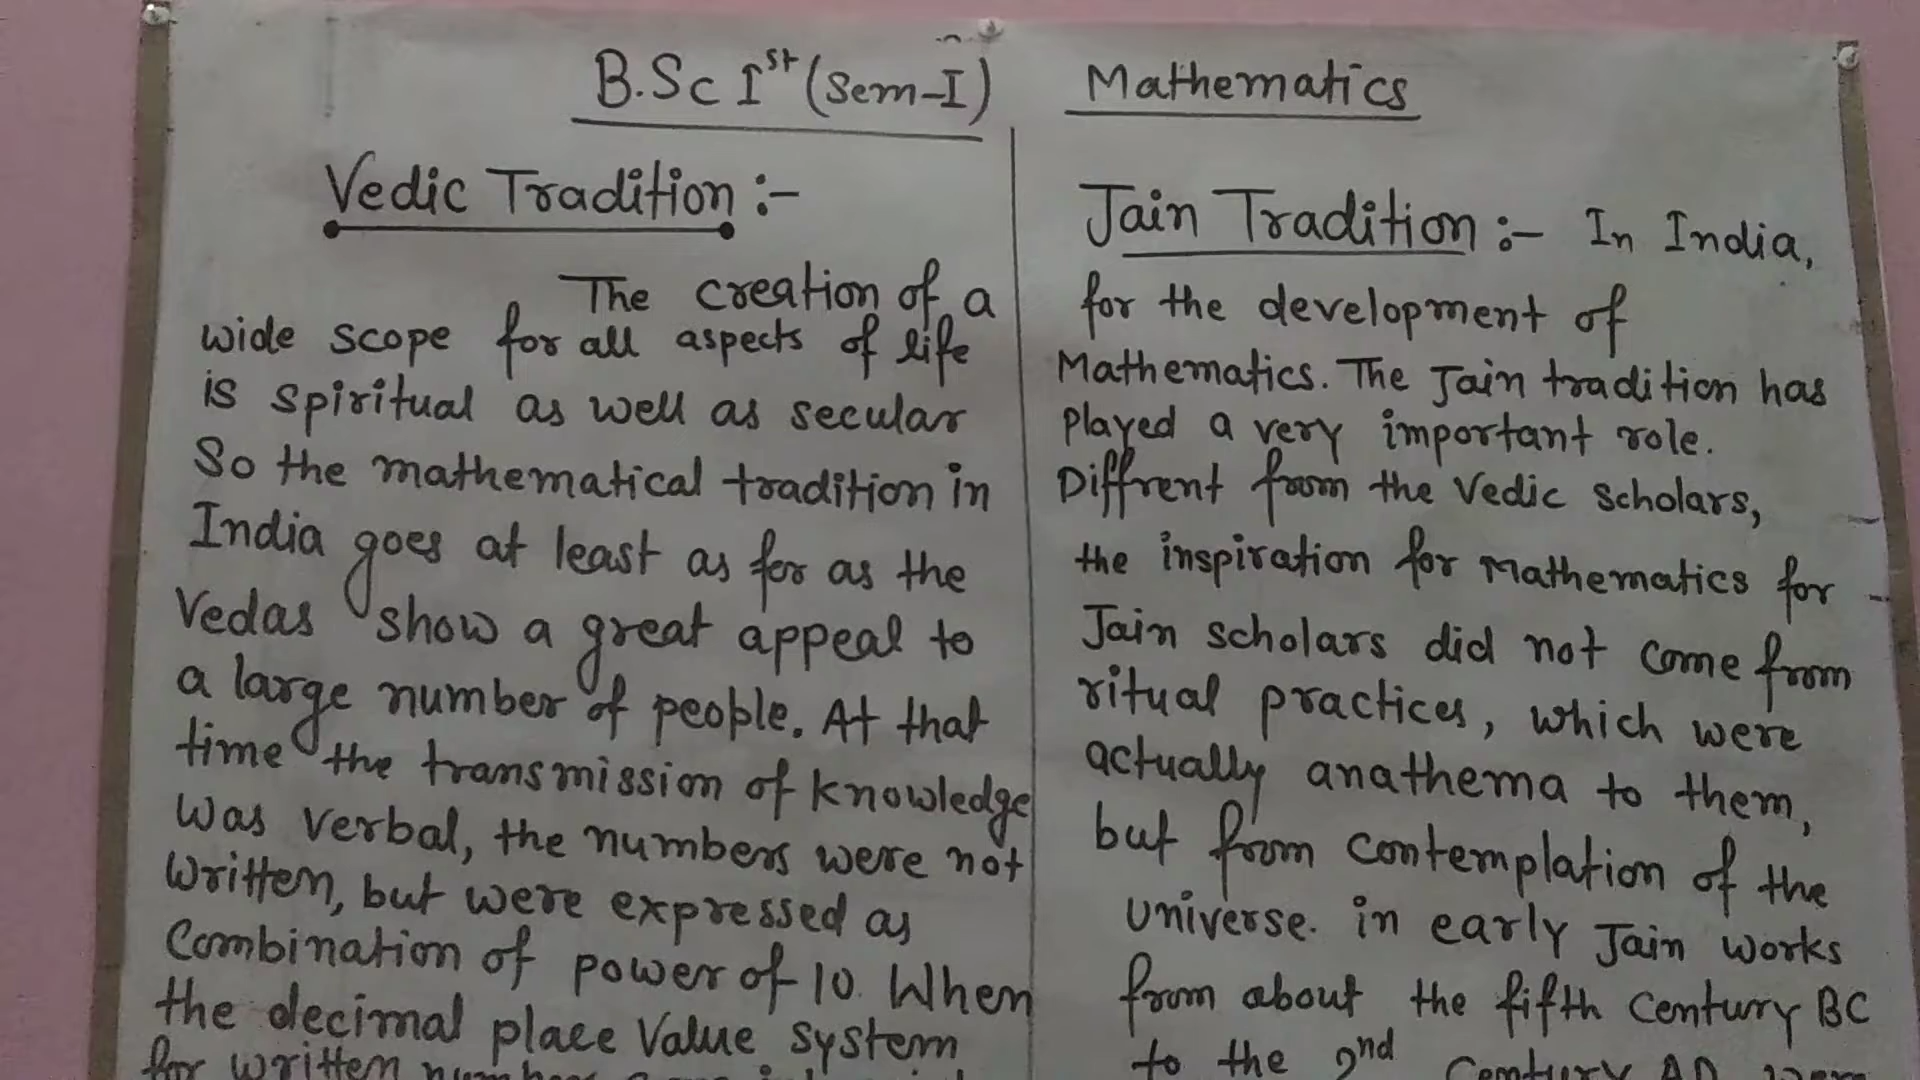 B.Sc Ist (Sem-I) Mathematics
Vedic Tradition :-
The creation of a
wide scope for all aspects of life
is spiritual as well as secular
So the mathematical tradition in
India goes at least as for as the
Vedas show a great appeal to
a large number of people. At that
time the transmission of knowledge
was verbal, the numbers were not
written, but were expressed as
Combination of power of 10. When
the decimal place Value system
for written
Jain Tradition :- In India,
for the development of
Mathematics. The Jain tradition has
Played a very important role.
Diffrent from the Vedic scholars,
the inspiration for Mathematics for
Jain scholars did not come from
ritual practices, which were
actually anathema to them,
but from contemplation of the
Universe. in early Jain works
from about the fifth Century BC
to the 2nd Century AD